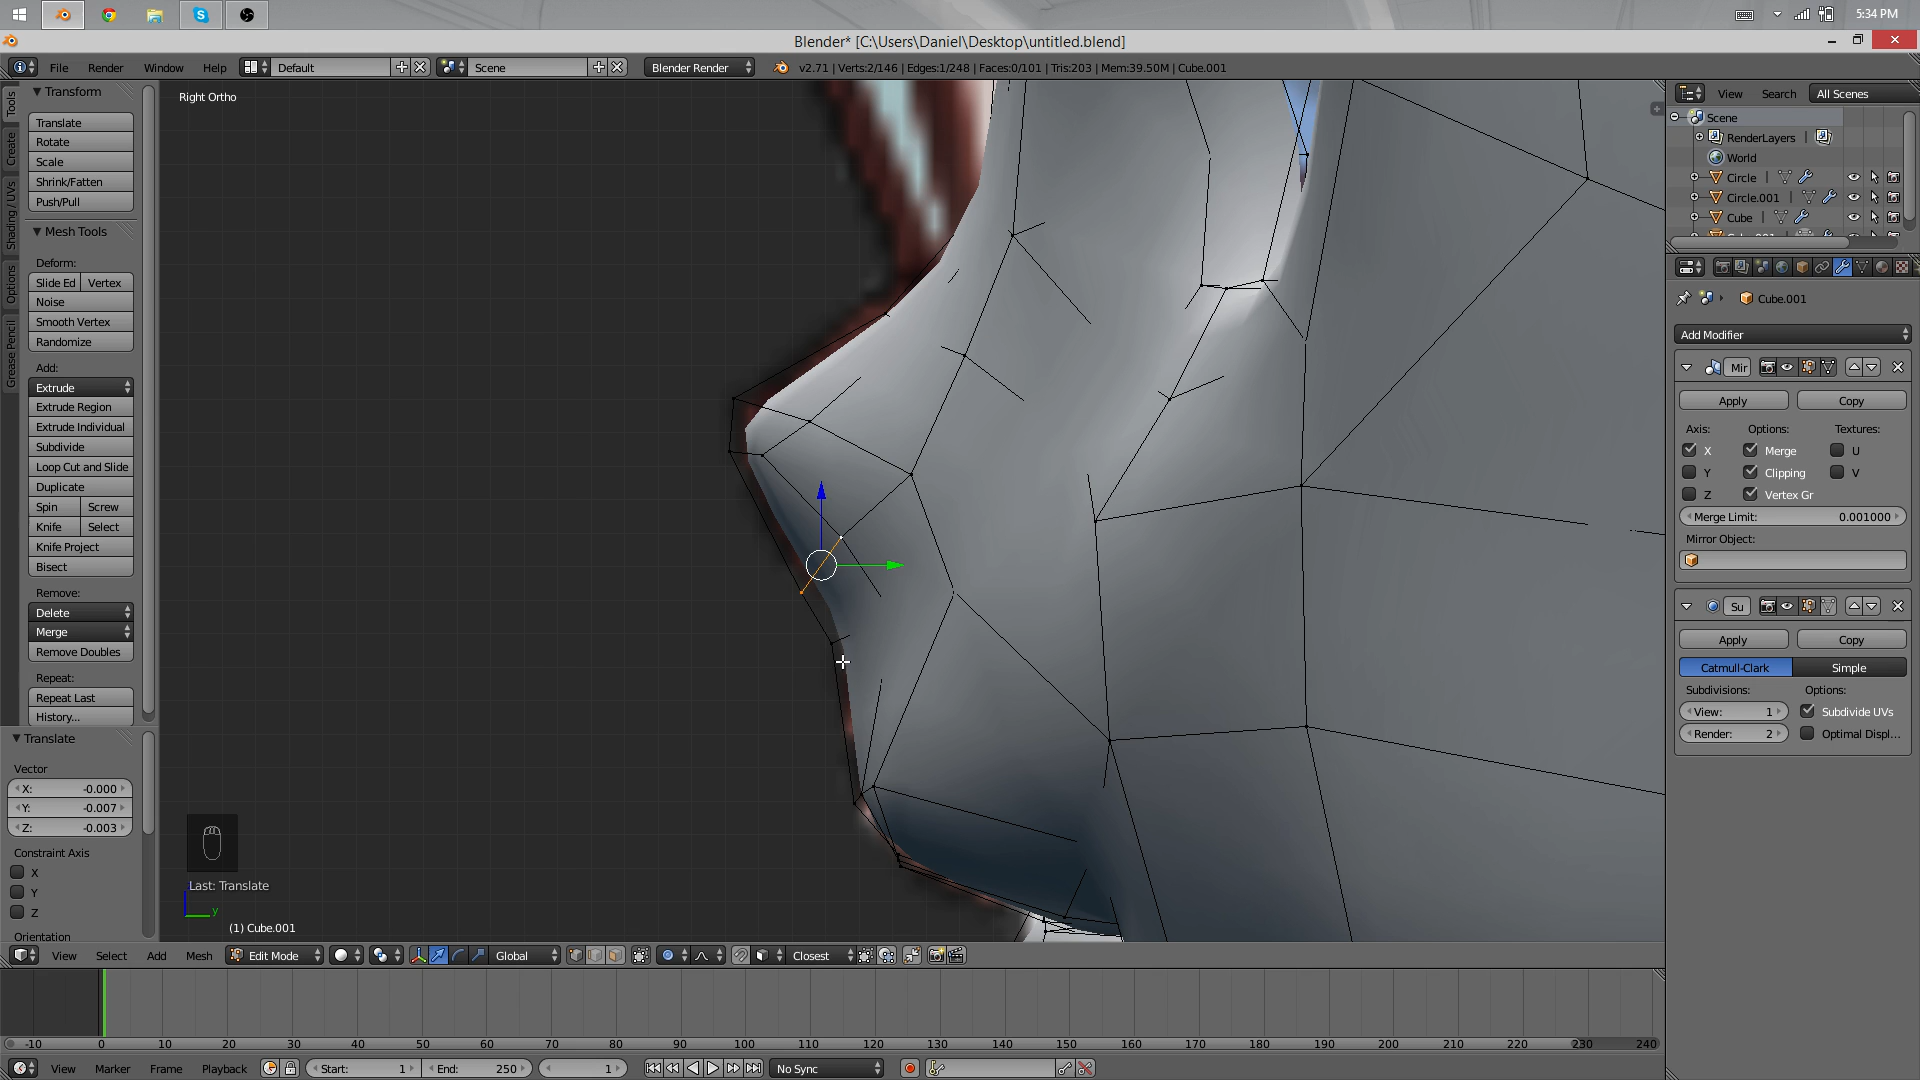 5:34 PM
Blender* [C:\Users\Daniel\Desktop\untitled.blend]
File Render Window Help Default Scene Blender Render v2.71 | Verts:2/146 | Edges:1/248 | Faces:0/101 | Tris:203 | Mem:39.50M | Cube.001
Tools
Create
Shading / UVs
Options
Grease Pencil
Transform
Translate
Rotate
Scale
Shrink/Fatten
Push/Pull
Mesh Tools
Deform:
Slide Ed Vertex
Noise
Smooth Vertex
Randomize
Add:
Extrude
Extrude Region
Extrude Individual
Subdivide
Loop Cut and Slide
Duplicate
Spin Screw
Knife Select
Knife Project
Bisect
Remove:
Delete
Merge
Remove Doubles
Repeat:
Repeat Last
History...
Translate
Vector
X: -0.000
Y: -0.007
Z: -0.003
Constraint Axis
X
Y
Z
Orientation
Right Ortho
Last: Translate
y
(1) Cube.001
View Search All Scenes
Scene
RenderLayers
World
Circle
Circle.001
Cube
Cube.001
Add Modifier
Mir
Apply Copy
Axis: Options: Textures:
X Merge U
Y Clipping V
Z Vertex Gr
Merge Limit: 0.001000
Mirror Object:
Su
Apply Copy
Catmull-Clark Simple
Subdivisions: Options:
View: 1 Subdivide UVs
Render: 2 Optimal Displ...
View Select Add Mesh Edit Mode Global Closest
-10 0 10 20 30 40 50 60 70 80 90 100 110 120 130 140 150 160 170 180 190 200 210 220 230 240
View Marker Frame Playback Start: 1 End: 250 1 No Sync